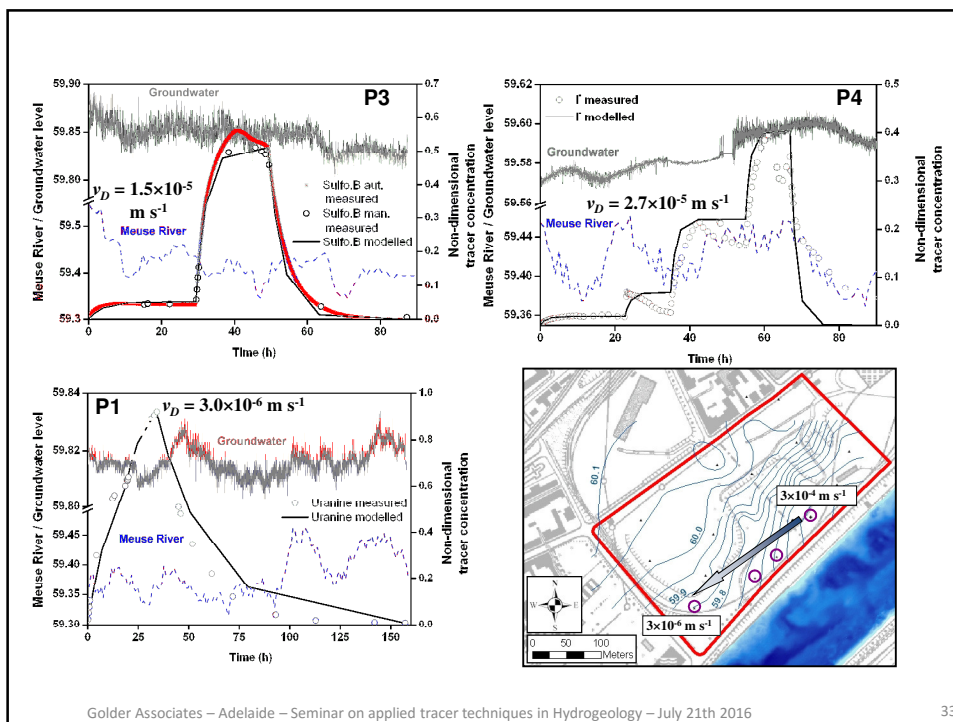 P3
Groundwater
v_D = 1.5×10⁻⁵
m s⁻¹
Meuse River
Sulfo.B aut.
measured
Sulfo.B man.
measured
Sulfo.B modelled
Meuse River / Groundwater level
59.90
59.85
59.80
59.5
59.4
59.3
0.7
0.6
0.5
0.4
0.3
0.2
0.1
0.0
Non-dimensional
tracer concentration
0 20 40 60 80
Time (h)
P4
I⁻ measured
I⁻ modelled
Groundwater
v_D = 2.7×10⁻⁵ m s⁻¹
Meuse River
Meuse River / Groundwater level
59.62
59.60
59.58
59.56
59.44
59.40
59.36
0.5
0.4
0.3
0.2
0.1
0.0
Non-dimensional
tracer concentration
0 20 40 60 80
Time (h)
P1
v_D = 3.0×10⁻⁶ m s⁻¹
Groundwater
Uranine measured
Uranine modelled
Meuse River
Meuse River / Groundwater level
59.84
59.82
59.80
59.45
59.40
59.35
59.30
1.0
0.8
0.6
0.4
0.2
0.0
Non-dimensional
tracer concentration
0 25 50 75 100 125 150
Time (h)
60.1
60.0
59.9
59.8
3×10⁻⁴ m s⁻¹
3×10⁻⁶ m s⁻¹
N
W E
S
0 50 100
Meters
Golder Associates – Adelaide – Seminar on applied tracer techniques in Hydrogeology – July 21th 2016
33